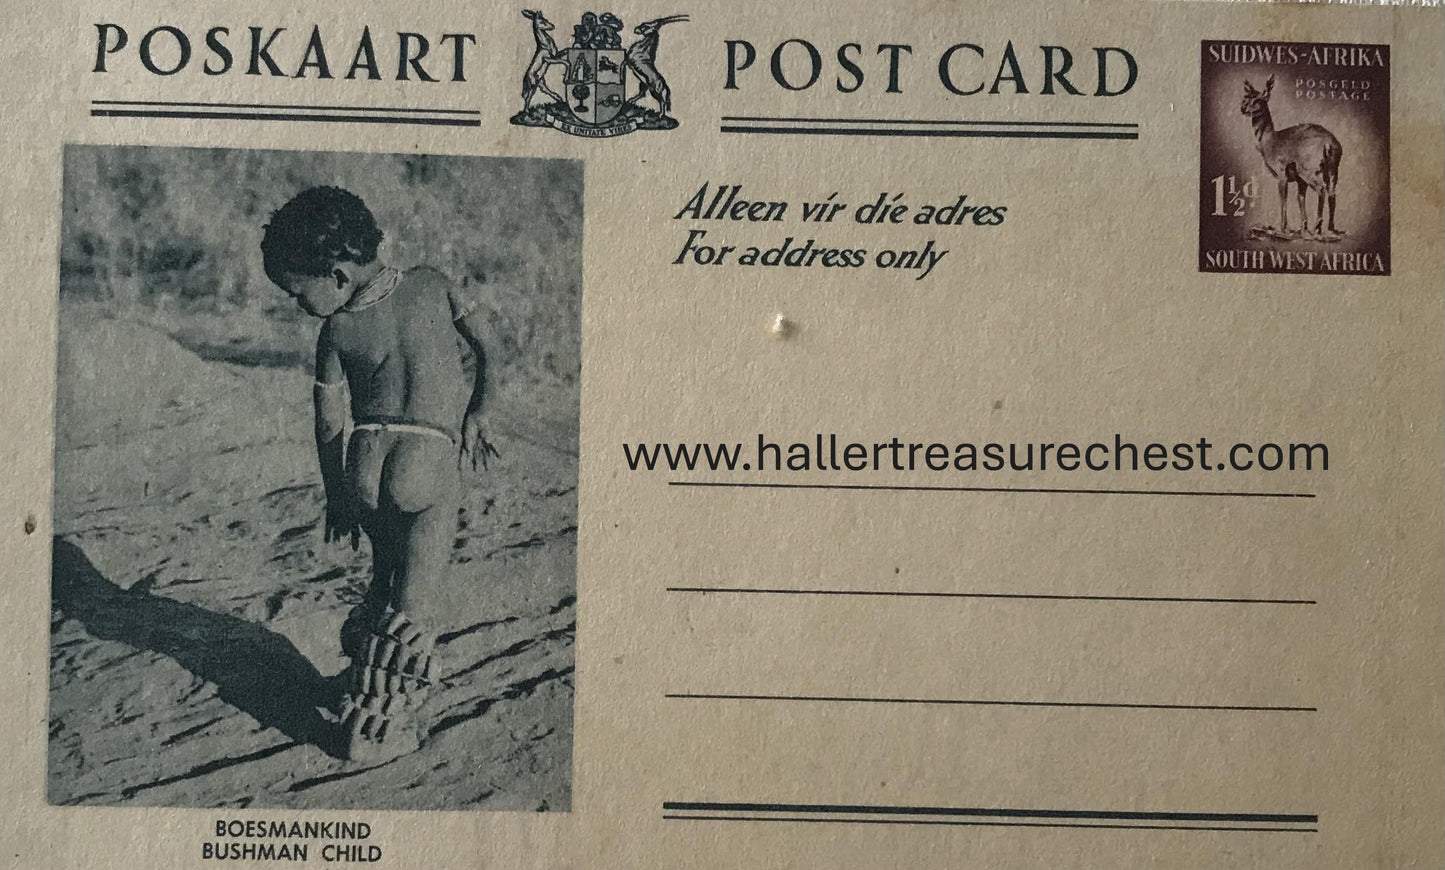 POSKAART
EX UNITATE VIRES
POST CARD
SUIDWES-AFRIKA
POSGELD
POSTAGE
1½d
SOUTH WEST AFRICA
Alleen vir die adres
For address only
www.hallertreasurechest.com
BOESMANKIND
BUSHMAN CHILD